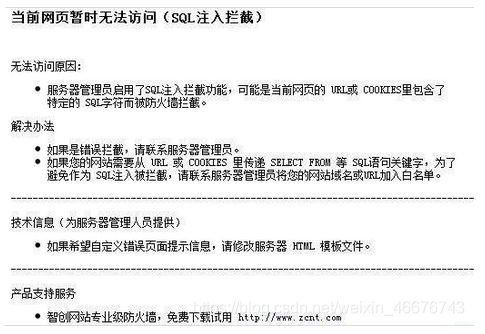 当前网页暂时无法访问（SQL注入拦截）
无法访问原因：
服务器管理员启用了SQL注入拦截功能，可能是当前网页的 URL或 COOKIES里包含了
特定的 SQL字符而被防火墙拦截。
解决办法
如果是错误拦截，请联系服务器管理员。
如果您的网站需要从 URL 或 COOKIES 里传递 SELECT FROM 等 SQL语句关键字，为了
避免作为 SQL注入被拦截，请联系服务器管理员将您的网站域名或URL加入白名单。
技术信息（为服务器管理人员提供）
如果希望自定义错误页面提示信息，请修改服务器 HTML 模板文件。
产品支持服务
https://blog.csdn.net/weixin_46676743
智创网站专业级防火墙，免费下载试用 http://www.zcnt.com